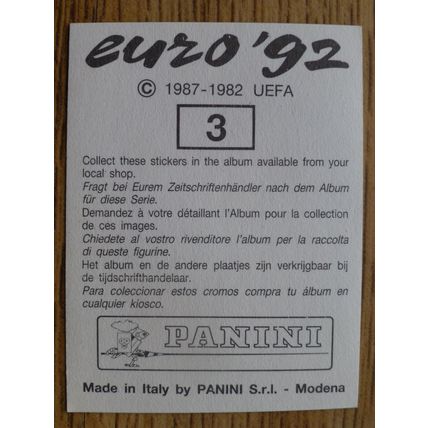 euro '92
© 1987-1982 UEFA
3
Collect these stickers in the album available from your
local shop.
Fragt bei Eurem Zeitschriftenhändler nach dem Album
für diese Serie.
Demandez à votre détaillant l'Album pour la collection
de ces images.
Chiedete al vostro rivenditore l'album per la raccolta
di queste figurine.
Het album en de andere plaatjes zijn verkrijgbaar bij
de tijdschrifthandelaar.
Para coleccionar estos cromos compra tu álbum en
cualquier kiosco.
PANINI
Made in Italy by PANINI S.r.l. - Modena